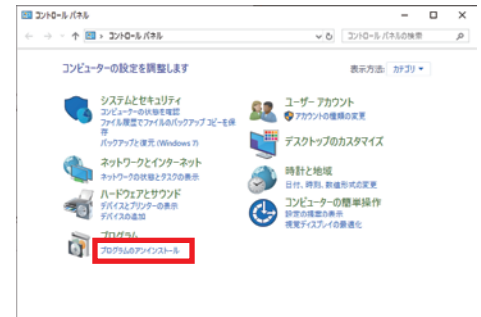 コントロール パネル
コントロール パネル
コントロール パネルの検索
コンピューターの設定を調整します
表示方法: カテゴリ
システムとセキュリティ
コンピューターの状態を確認
ファイル履歴でファイルのバックアップ コピーを保
存
バックアップと復元 (Windows 7)
ネットワークとインターネット
ネットワークの状態とタスクの表示
ハードウェアとサウンド
デバイスとプリンターの表示
デバイスの追加
プログラム
プログラムのアンインストール
ユーザー アカウント
アカウントの種類の変更
デスクトップのカスタマイズ
時計と地域
日付、時刻、数値形式の変更
コンピューターの簡単操作
設定の提案の表示
視覚ディスプレイの最適化